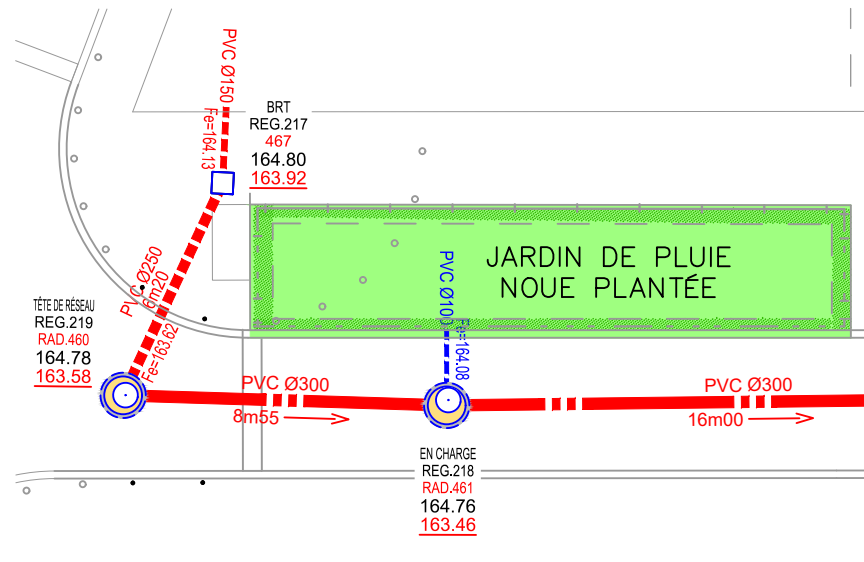 PVC Ø150
Fe=164.13
BRT
REG.217
467
164.80
163.92
JARDIN DE PLUIE
NOUE PLANTÉE
PVC Ø250
6m20
Fe=163.62
PVC Ø100
Fe=164.08
TÊTE DE RÉSEAU
REG.219
RAD.460
164.78
163.58
PVC Ø300
8m55
PVC Ø300
16m00
EN CHARGE
REG.218
RAD.461
164.76
163.46